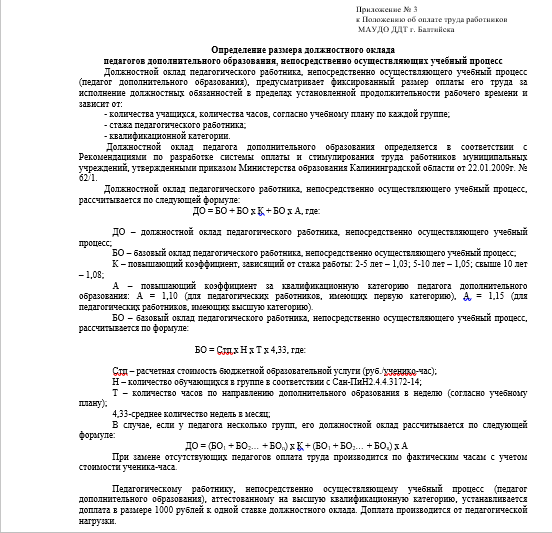 Приложение № 3
к Положению об оплате труда работников
МАУДО ДДТ г. Балтийска
Определение размера должностного оклада
педагогов дополнительного образования, непосредственно осуществляющих учебный процесс
Должностной оклад педагогического работника, непосредственно осуществляющего учебный процесс
(педагог дополнительного образования), предусматривает фиксированный размер оплаты его труда за
исполнение должностных обязанностей в пределах установленной продолжительности рабочего времени и
зависит от:
- количества учащихся, количества часов, согласно учебному плану по каждой группе;
- стажа педагогического работника;
- квалификационной категории.
Должностной оклад педагога дополнительного образования определяется в соответствии с
Рекомендациями по разработке системы оплаты и стимулирования труда работников муниципальных
учреждений, утвержденными приказом Министерства образования Калининградской области от 22.01.2009г. №
62/1.
Должностной оклад педагогического работника, непосредственно осуществляющего учебный процесс,
рассчитывается по следующей формуле:
ДО = БО + БО х К + БО х А, где:
ДО – должностной оклад педагогического работника, непосредственно осуществляющего учебный
процесс;
БО – базовый оклад педагогического работника, непосредственно осуществляющего учебный процесс;
К – повышающий коэффициент, зависящий от стажа работы: 2-5 лет – 1,03; 5-10 лет – 1,05; свыше 10 лет
– 1,08;
А – повышающий коэффициент за квалификационную категорию педагога дополнительного
образования: А = 1,10 (для педагогических работников, имеющих первую категорию), А = 1,15 (для
педагогических работников, имеющих высшую категорию).
БО – базовый оклад педагогического работника, непосредственно осуществляющего учебный процесс,
рассчитывается по формуле:
БО = Стп х Н х Т х 4,33, где:
Стп – расчетная стоимость бюджетной образовательной услуги (руб./ученико-час);
Н – количество обучающихся в группе в соответствии с Сан-ПиН2.4.4.3172-14;
Т – количество часов по направлению дополнительного образования в неделю (согласно учебному
плану);
4,33-среднее количество недель в месяц;
В случае, если у педагога несколько групп, его должностной оклад рассчитывается по следующей
формуле:
ДО = (БО₁ + БО₂… + БОₙ) х К + (БО₁ + БО₂… + БОₙ) х А
При замене отсутствующих педагогов оплата труда производится по фактическим часам с учетом
стоимости ученика-часа.
Педагогическому работнику, непосредственно осуществляющему учебный процесс (педагог
дополнительного образования), аттестованному на высшую квалификационную категорию, устанавливается
доплата в размере 1000 рублей к одной ставке должностного оклада. Доплата производится от педагогической
нагрузки.